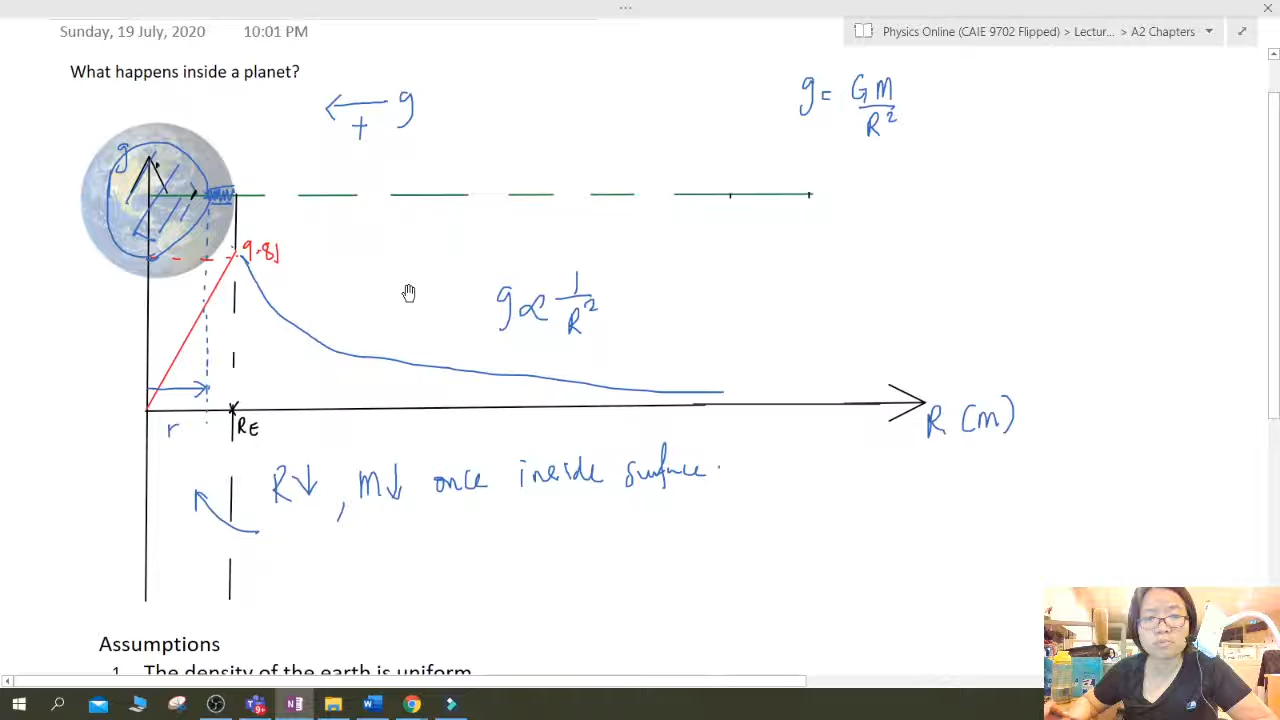 Sunday, 19 July, 2020 10:01 PM
Physics Online (CAIE 9702 Flipped) > Lectur... > A2 Chapters
What happens inside a planet?
g
+
g = GM/R²
g
9.81
g ∝ 1/R²
r
RE
R (m)
R↓, M↓ once inside surface.
Assumptions
1. The density of the earth is uniform